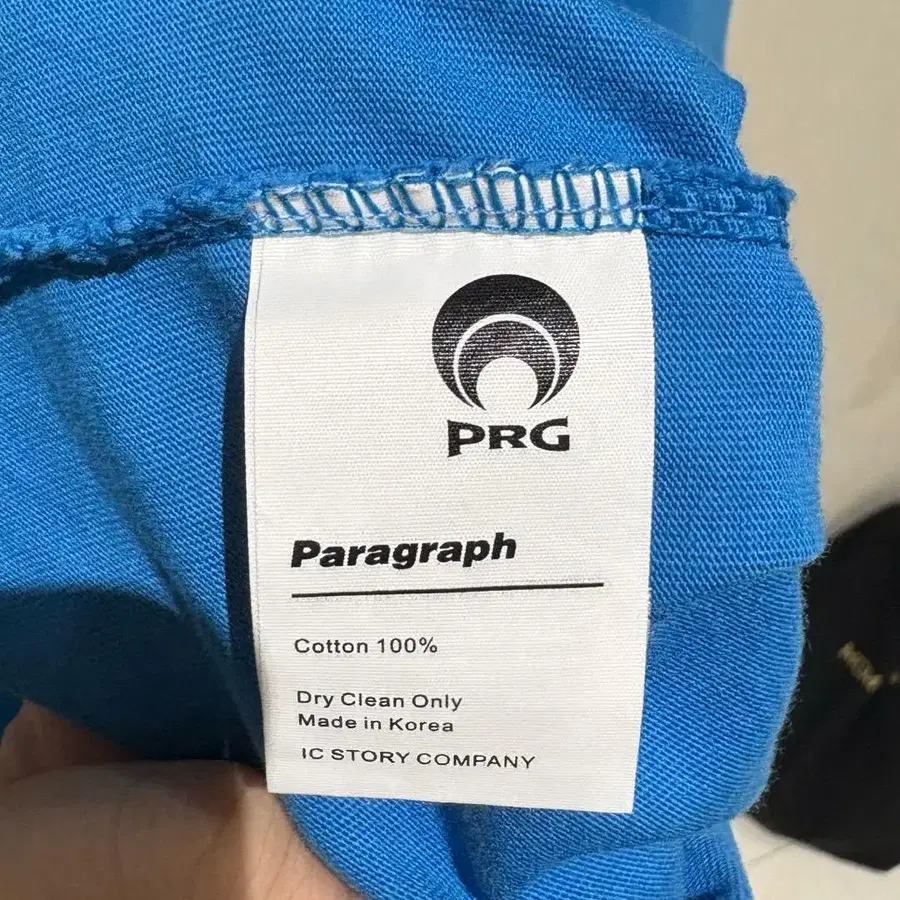 PRG
Paragraph
Cotton 100%
Dry Clean Only
Made in Korea
IC STORY COMPANY